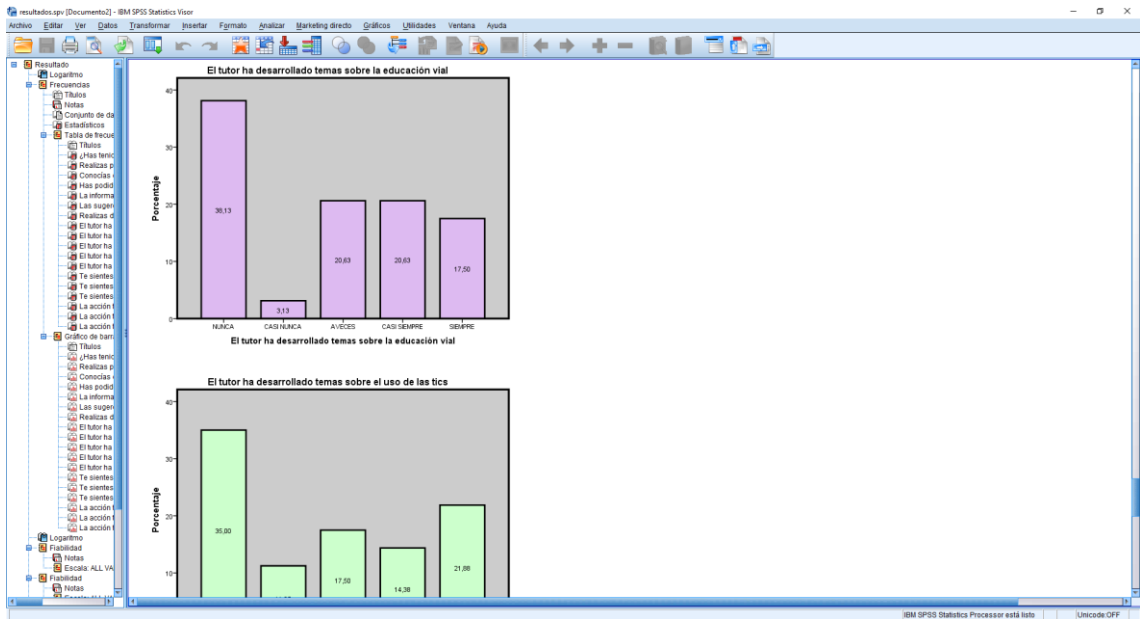 resultados.spv [Documento2] - IBM SPSS Statistics Visor
Archivo Editar Ver Datos Transformar Insertar Formato Analizar Marketing directo Gráficos Utilidades Ventana Ayuda
Resultado
Logaritmo
Frecuencias
Títulos
Notas
Conjunto de da
Estadísticos
Tabla de frecue
Títulos
¿Has tenic
Realizas p
Conocías
Has podid
La informa
Las suger
Realizas d
El tutor ha
El tutor ha
El tutor ha
El tutor ha
El tutor ha
Te sientes
Te sientes
Te sientes
La acción t
La acción t
La acción t
Gráfico de barr
Títulos
¿Has tenic
Realizas p
Conocías
Has podid
La informa
Las suger
Realizas d
El tutor ha
El tutor ha
El tutor ha
El tutor ha
El tutor ha
Te sientes
Te sientes
Te sientes
La acción t
La acción t
La acción t
Logaritmo
Fiabilidad
Notas
Escala: ALL VA
Fiabilidad
Notas
El tutor ha desarrollado temas sobre la educación vial
Porcentaje
40
30
20
10
0
38,13
3,13
20,63
20,63
17,50
NUNCA CASI NUNCA A VECES CASI SIEMPRE SIEMPRE
El tutor ha desarrollado temas sobre la educación vial
El tutor ha desarrollado temas sobre el uso de las tics
Porcentaje
40
30
20
10
35,00
17,50
14,38
21,88
IBM SPSS Statistics Processor está listo Unicode:OFF